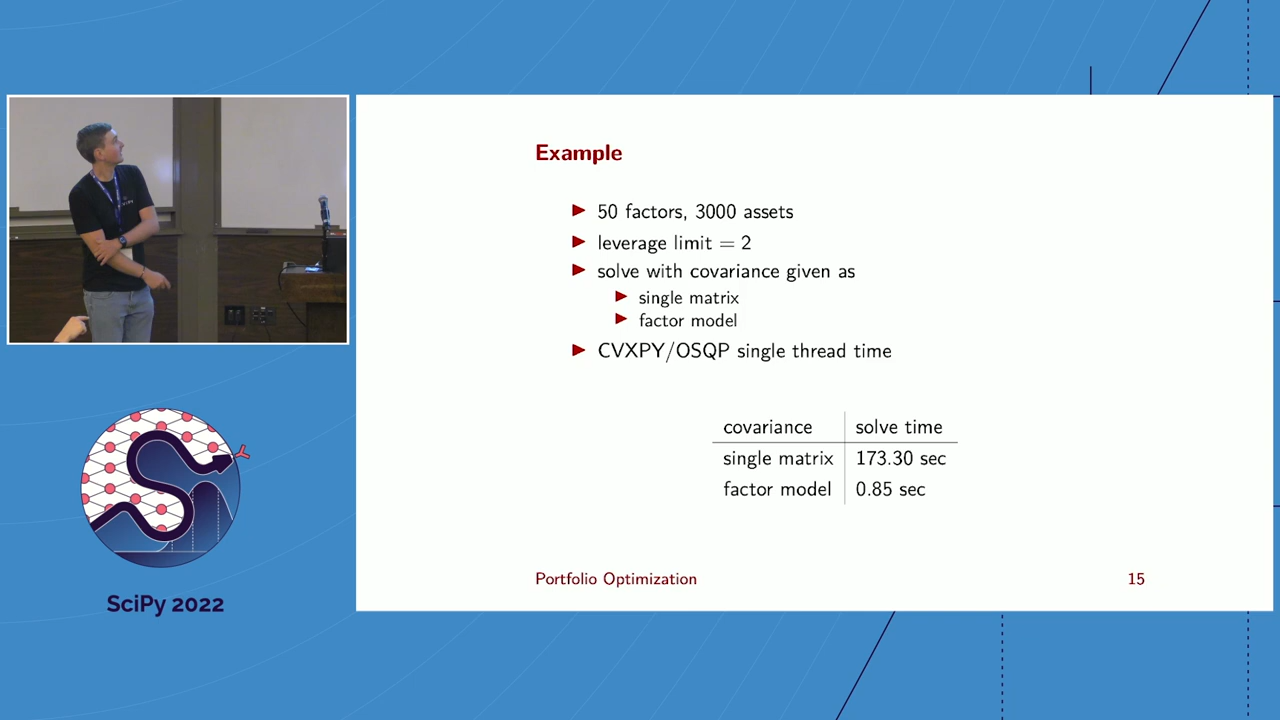 Example
▶ 50 factors, 3000 assets
▶ leverage limit = 2
▶ solve with covariance given as
▶ single matrix
▶ factor model
▶ CVXPY/OSQP single thread time
covariance solve time
single matrix 173.30 sec
factor model 0.85 sec
Portfolio Optimization 15
SciPy 2022